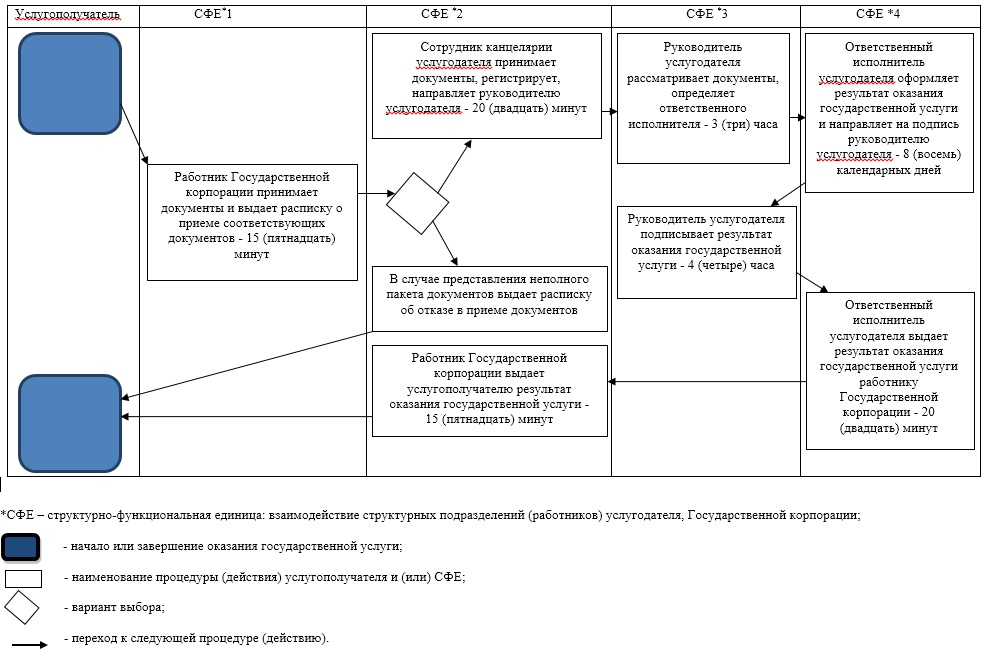 Услугополучатель
СФЕ*1
СФЕ *2
СФЕ *3
СФЕ *4
Работник Государственной
корпорации принимает
документы и выдает расписку о
приеме соответствующих
документов - 15 (пятнадцать)
минут
Сотрудник канцелярии
услугодателя принимает
документы, регистрирует,
направляет руководителю
услугодателя - 20 (двадцать) минут
Руководитель
услугодателя
рассматривает документы,
определяет
ответственного
исполнителя - 3 (три) часа
Ответственный
исполнитель
услугодателя оформляет
результат оказания
государственной услуги
и направляет на подпись
руководителю
услугодателя - 8 (восемь)
календарных дней
Руководитель услугодателя
подписывает результат
оказания государственной
услуги - 4 (четыре) часа
В случае представления неполного
пакета документов выдает расписку
об отказе в приеме документов
Ответственный
исполнитель
услугодателя выдает
результат оказания
государственной услуги
работнику
Государственной
корпорации - 20
(двадцать) минут
Работник Государственной
корпорации выдает
услугополучателю результат
оказания государственной услуги -
15 (пятнадцать) минут
*СФЕ – структурно-функциональная единица: взаимодействие структурных подразделений (работников) услугодателя, Государственной корпорации;
- начало или завершение оказания государственной услуги;
- наименование процедуры (действия) услугополучателя и (или) СФЕ;
- вариант выбора;
- переход к следующей процедуре (действию).